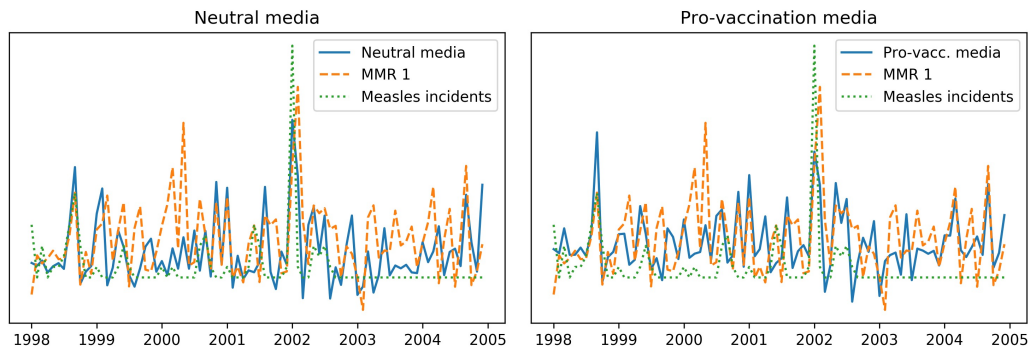 Neutral media
Neutral media
MMR 1
Measles incidents
1998 1999 2000 2001 2002 2003 2004 2005
Pro-vaccination media
Pro-vacc. media
MMR 1
Measles incidents
1998 1999 2000 2001 2002 2003 2004 2005